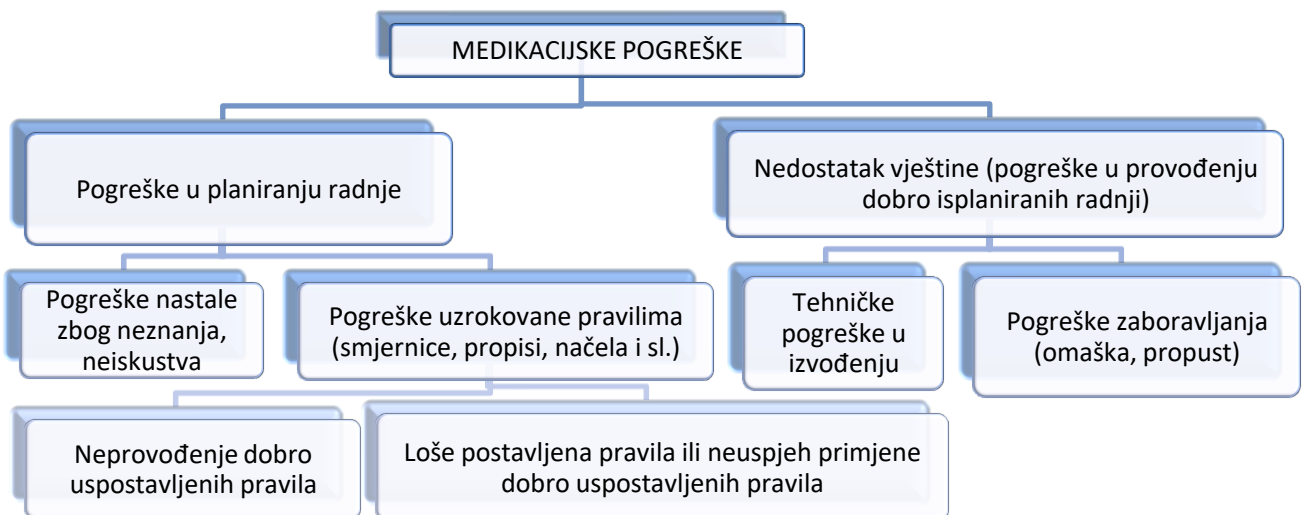 MEDIKACIJSKE POGREŠKE
Pogreške u planiranju radnje
Nedostatak vještine (pogreške u provođenju
dobro isplaniranih radnji)
Pogreške nastale
zbog neznanja,
neiskustva
Pogreške uzrokovane pravilima
(smjernice, propisi, načela i sl.)
Tehničke
pogreške u
izvođenju
Pogreške zaboravljanja
(omaška, propust)
Neprovođenje dobro
uspostavljenih pravila
Loše postavljena pravila ili neuspjeh primjene
dobro uspostavljenih pravila